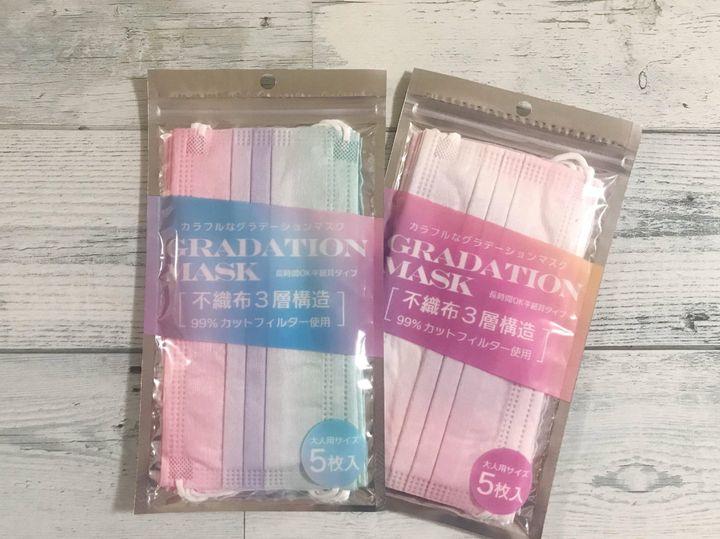 カラフルなグラデーションマスク
GRADATION
MASK
長時間OK平紐耳タイプ
不織布3層構造
99%カットフィルター使用
大人用サイズ
5枚入
カラフルなグラデーションマスク
GRADATION
MASK
長時間OK平紐耳タイプ
不織布3層構造
99%カットフィルター使用
大人用サイズ
5枚入